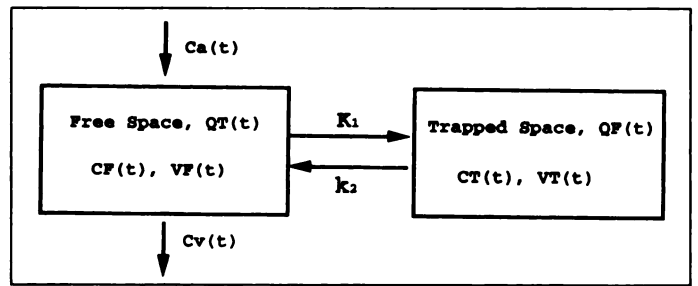 Ca(t)
Free Space, QT(t)
CF(t), VF(t)
K1
k2
Trapped Space, QF(t)
CT(t), VT(t)
Cv(t)